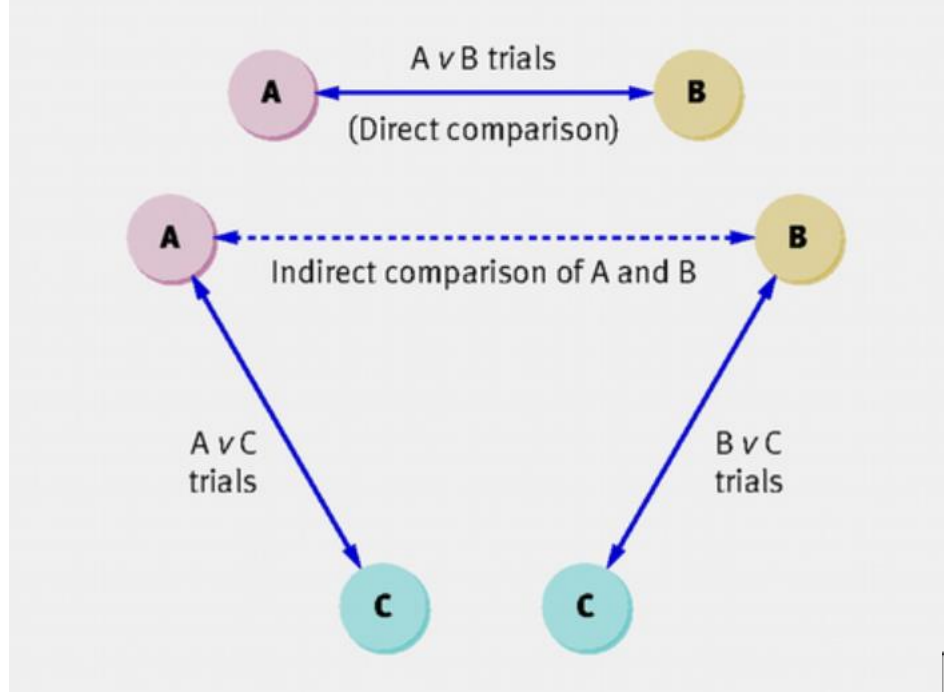 A v B trials
A B
(Direct comparison)
A B
Indirect comparison of A and B
A v C
trials
B v C
trials
C C